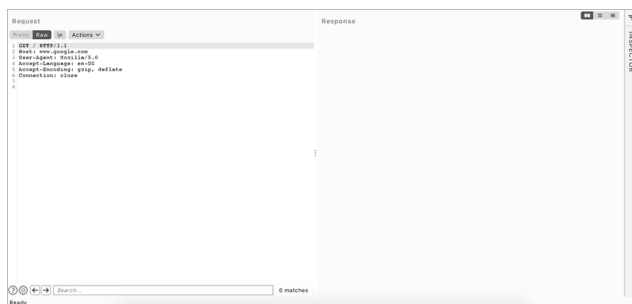 Request
Response
Pretty Raw \n Actions
INSPECTOR
1 GET / HTTP/1.1
2 Host: www.google.com
3 User-Agent: Mozilla/5.0
4 Accept-Language: en-US
5 Accept-Encoding: gzip, deflate
6 Connection: close
7
8
Search...
0 matches
Ready